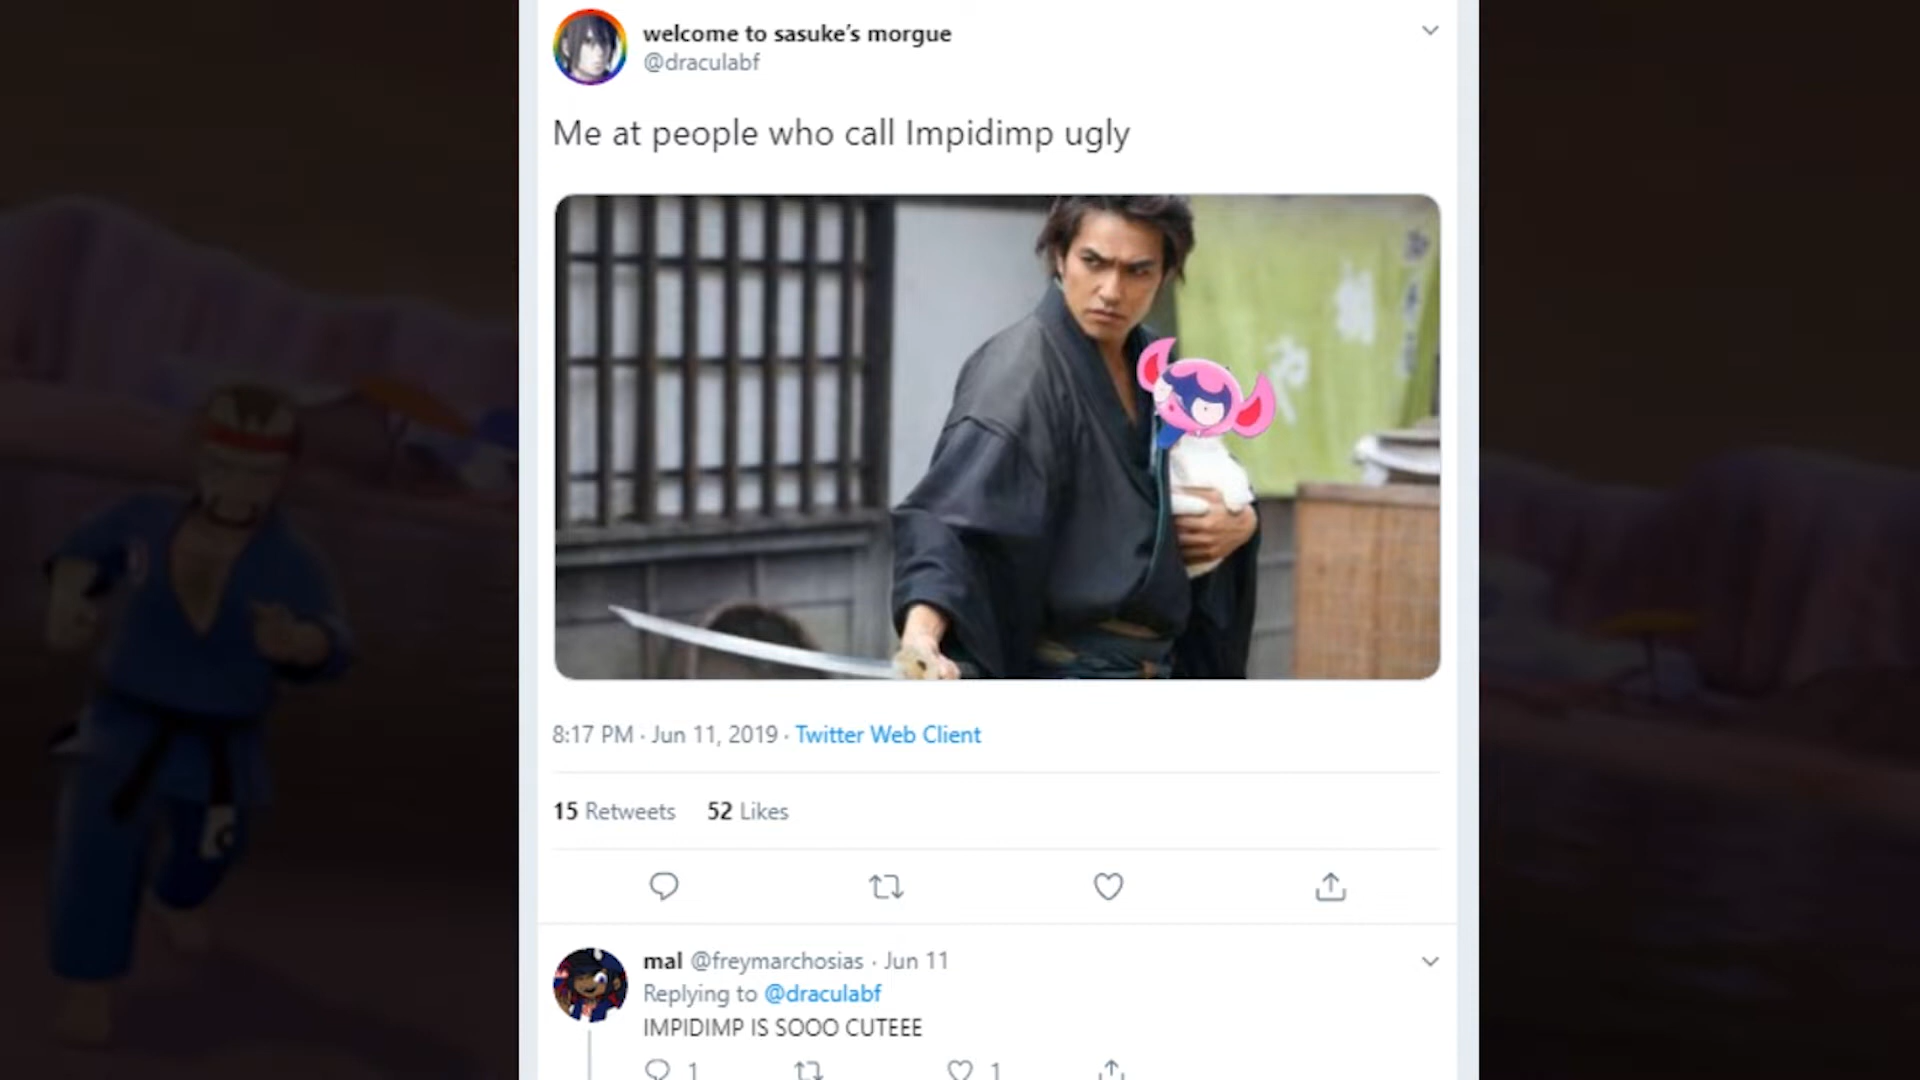 welcome to sasuke's morgue
@draculabf
Me at people who call Impidimp ugly
8:17 PM · Jun 11, 2019 · Twitter Web Client
15 Retweets 52 Likes
mal @freymarchosias · Jun 11
Replying to @draculabf
IMPIDIMP IS SOOO CUTEEE
1 1